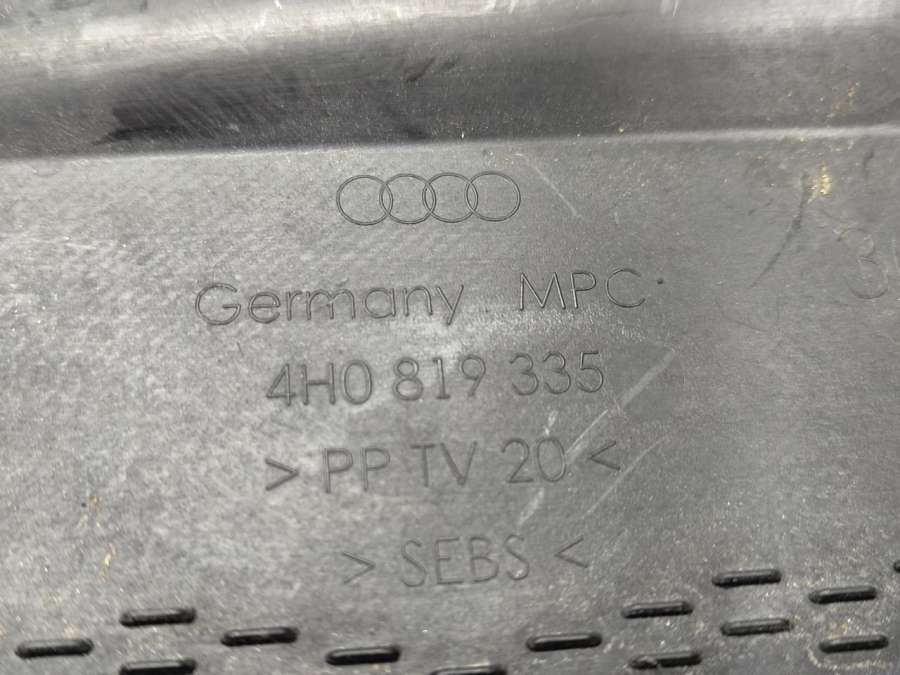 Germany MPC
4H0 819 335
> PP TV 20 <
> SEBS <